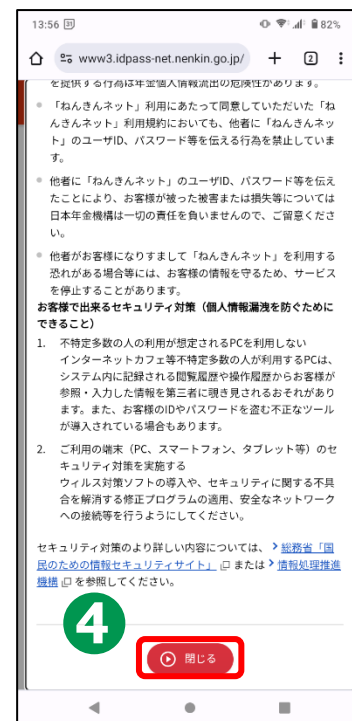 13:56 31 82%
www3.idpass-net.nenkin.go.jp/ 2
を提供する行為は年金個人情報流出の危険性があります。
「ねんきんネット」利用にあたって同意していただいた「ね
んきんネット」利用規約においても、他者に「ねんきんネッ
ト」のユーザID、パスワード等を伝える行為を禁止していま
す。
他者に「ねんきんネット」のユーザID、パスワード等を伝え
たことにより、お客様が被った被害または損失等については
日本年金機構は一切の責任を負いませんので、ご留意くださ
い。
他者がお客様になりすまして「ねんきんネット」を利用する
恐れがある場合等には、お客様の情報を守るため、サービス
を停止することがあります。
お客様で出来るセキュリティ対策（個人情報漏洩を防ぐために
できること）
1. 不特定多数の人の利用が想定されるPCを利用しない
インターネットカフェ等不特定多数の人が利用するPCは、
システム内に記録される閲覧履歴や操作履歴からお客様が
参照・入力した情報を第三者に覗き見されるおそれがあり
ます。また、お客様のIDやパスワードを盗む不正なツール
が導入されている場合もあります。
2. ご利用の端末（PC、スマートフォン、タブレット等）のセ
キュリティ対策を実施する
ウィルス対策ソフトの導入や、セキュリティに関する不具
合を解消する修正プログラムの適用、安全なネットワーク
への接続等を行うようにしてください。
セキュリティ対策のより詳しい内容については、総務省「国
民のための情報セキュリティサイト」または情報処理推進
機構を参照してください。
4
閉じる